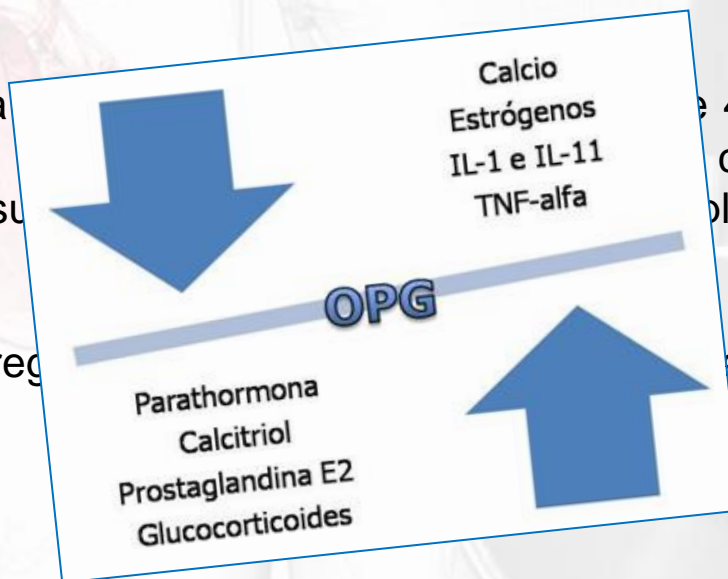 Calcio
Estrógenos
IL-1 e IL-11
TNF-alfa
OPG
Parathormona
Calcitriol
Prostaglandina E2
Glucocorticoides